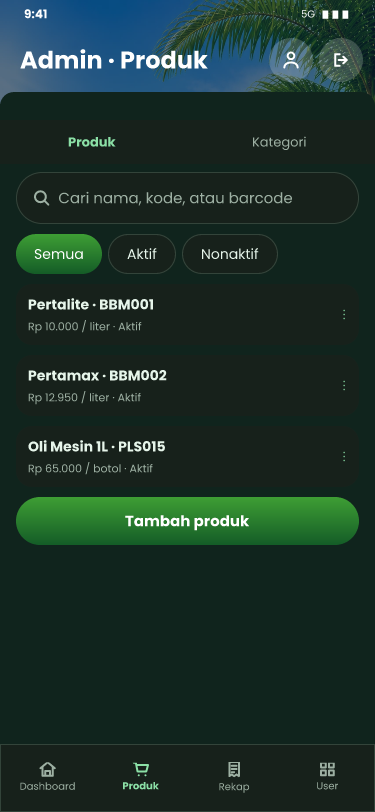 9:41
5G
Admin · Produk
Produk
Kategori
Cari nama, kode, atau barcode
Semua
Aktif
Nonaktif
Pertalite · BBM001
Rp 10.000 / liter · Aktif
Pertamax · BBM002
Rp 12.950 / liter · Aktif
Oli Mesin 1L · PLS015
Rp 65.000 / botol · Aktif
Tambah produk
Dashboard
Produk
Rekap
User